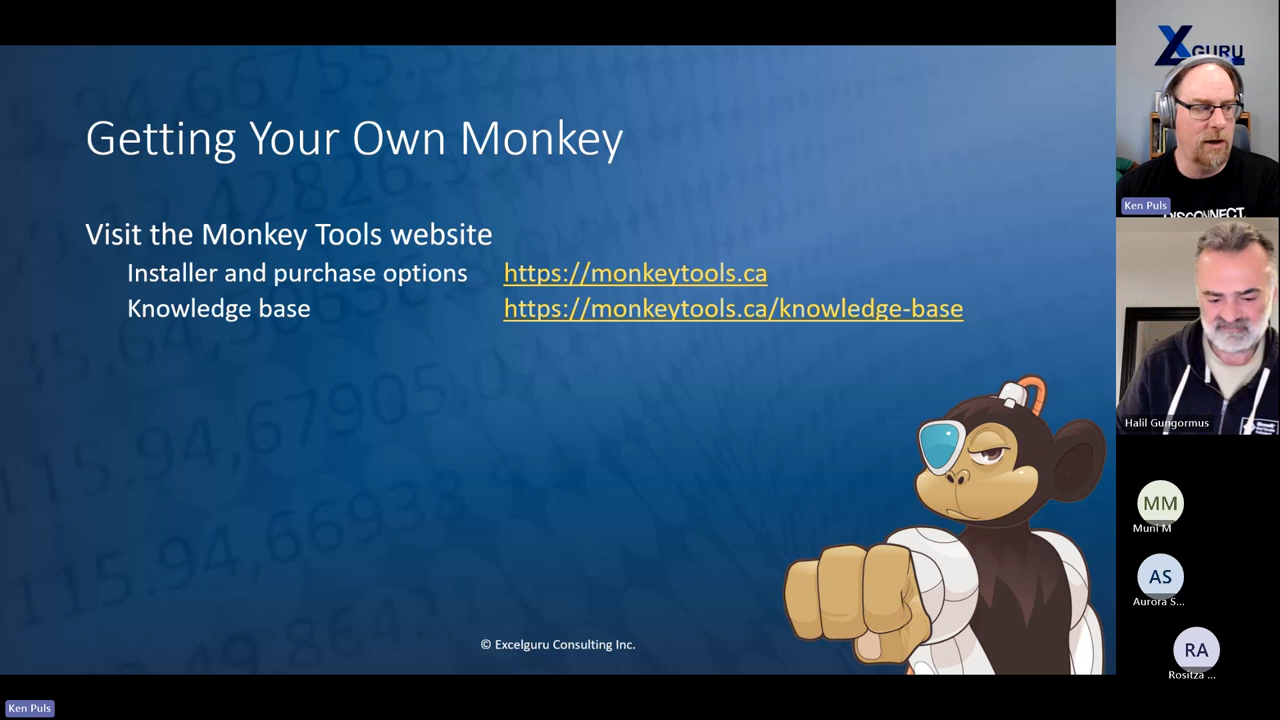 Getting Your Own Monkey
Visit the Monkey Tools website
Installer and purchase options https://monkeytools.ca
Knowledge base https://monkeytools.ca/knowledge-base
© Excelguru Consulting Inc.
Ken Puls
XGURU
DISCONNECT.
Ken Puls
Halil Gungormus
MM
Muni M
AS
Aurora S...
RA
Rositza ...